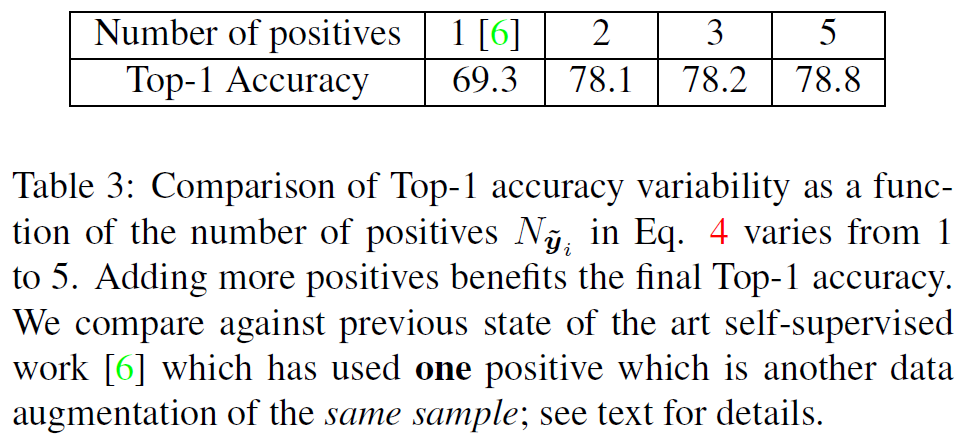 Number of positives 1 [6] 2 3 5
Top-1 Accuracy 69.3 78.1 78.2 78.8
Table 3: Comparison of Top-1 accuracy variability as a func-
tion of the number of positives $N_{\tilde{\boldsymbol{y}}_i}$ in Eq. 4 varies from 1
to 5. Adding more positives benefits the final Top-1 accuracy.
We compare against previous state of the art self-supervised
work [6] which has used one positive which is another data
augmentation of the same sample; see text for details.